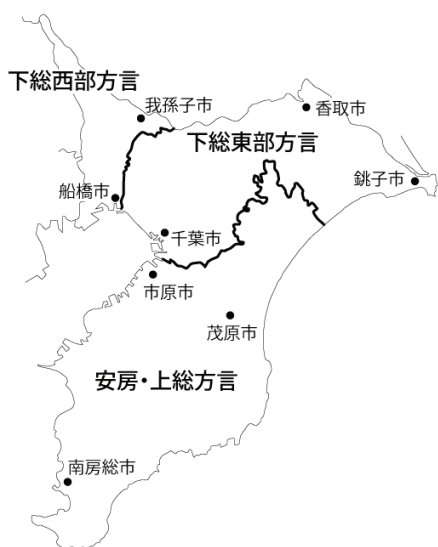 下総西部方言
我孫子市
香取市
下総東部方言
船橋市
銚子市
千葉市
市原市
茂原市
安房・上総方言
南房総市